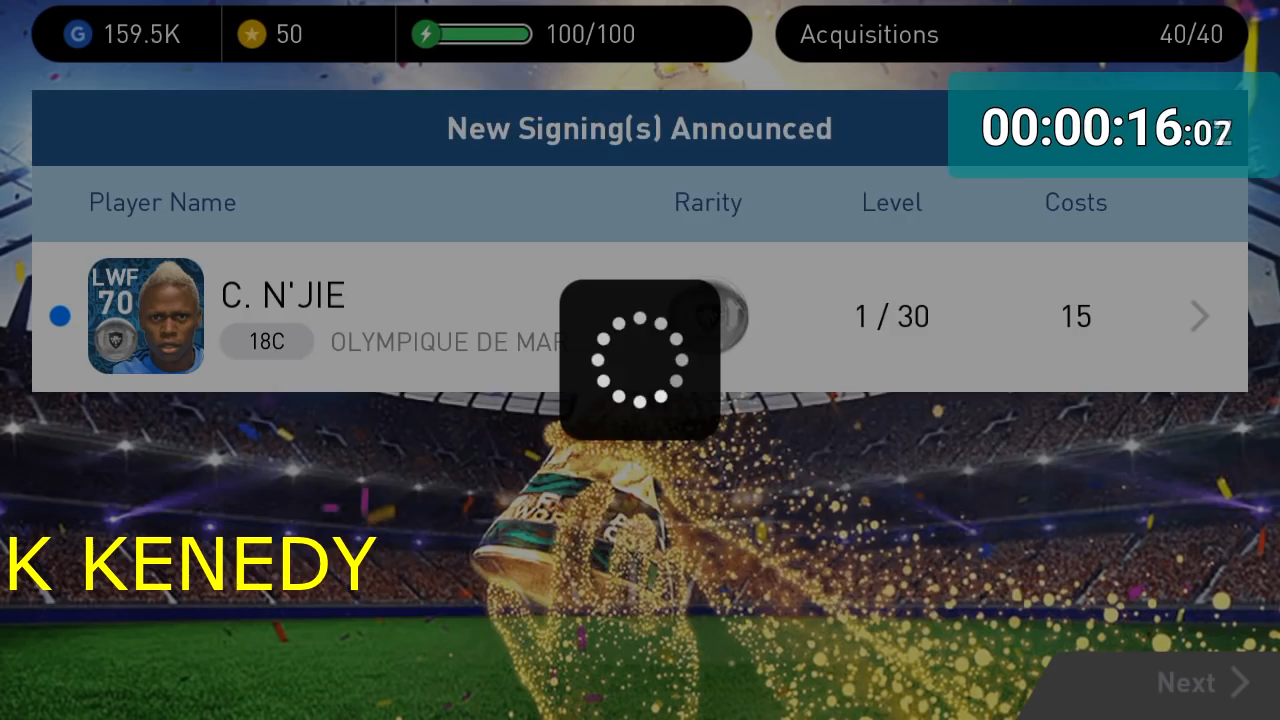 G 159.5K 50 100/100 Acquisitions 40/40
New Signing(s) Announced
00:00:16:07
Player Name Rarity Level Costs
LWF
70
C. N'JIE
18C OLYMPIQUE DE MAR
1 / 30 15
K KENEDY
Next